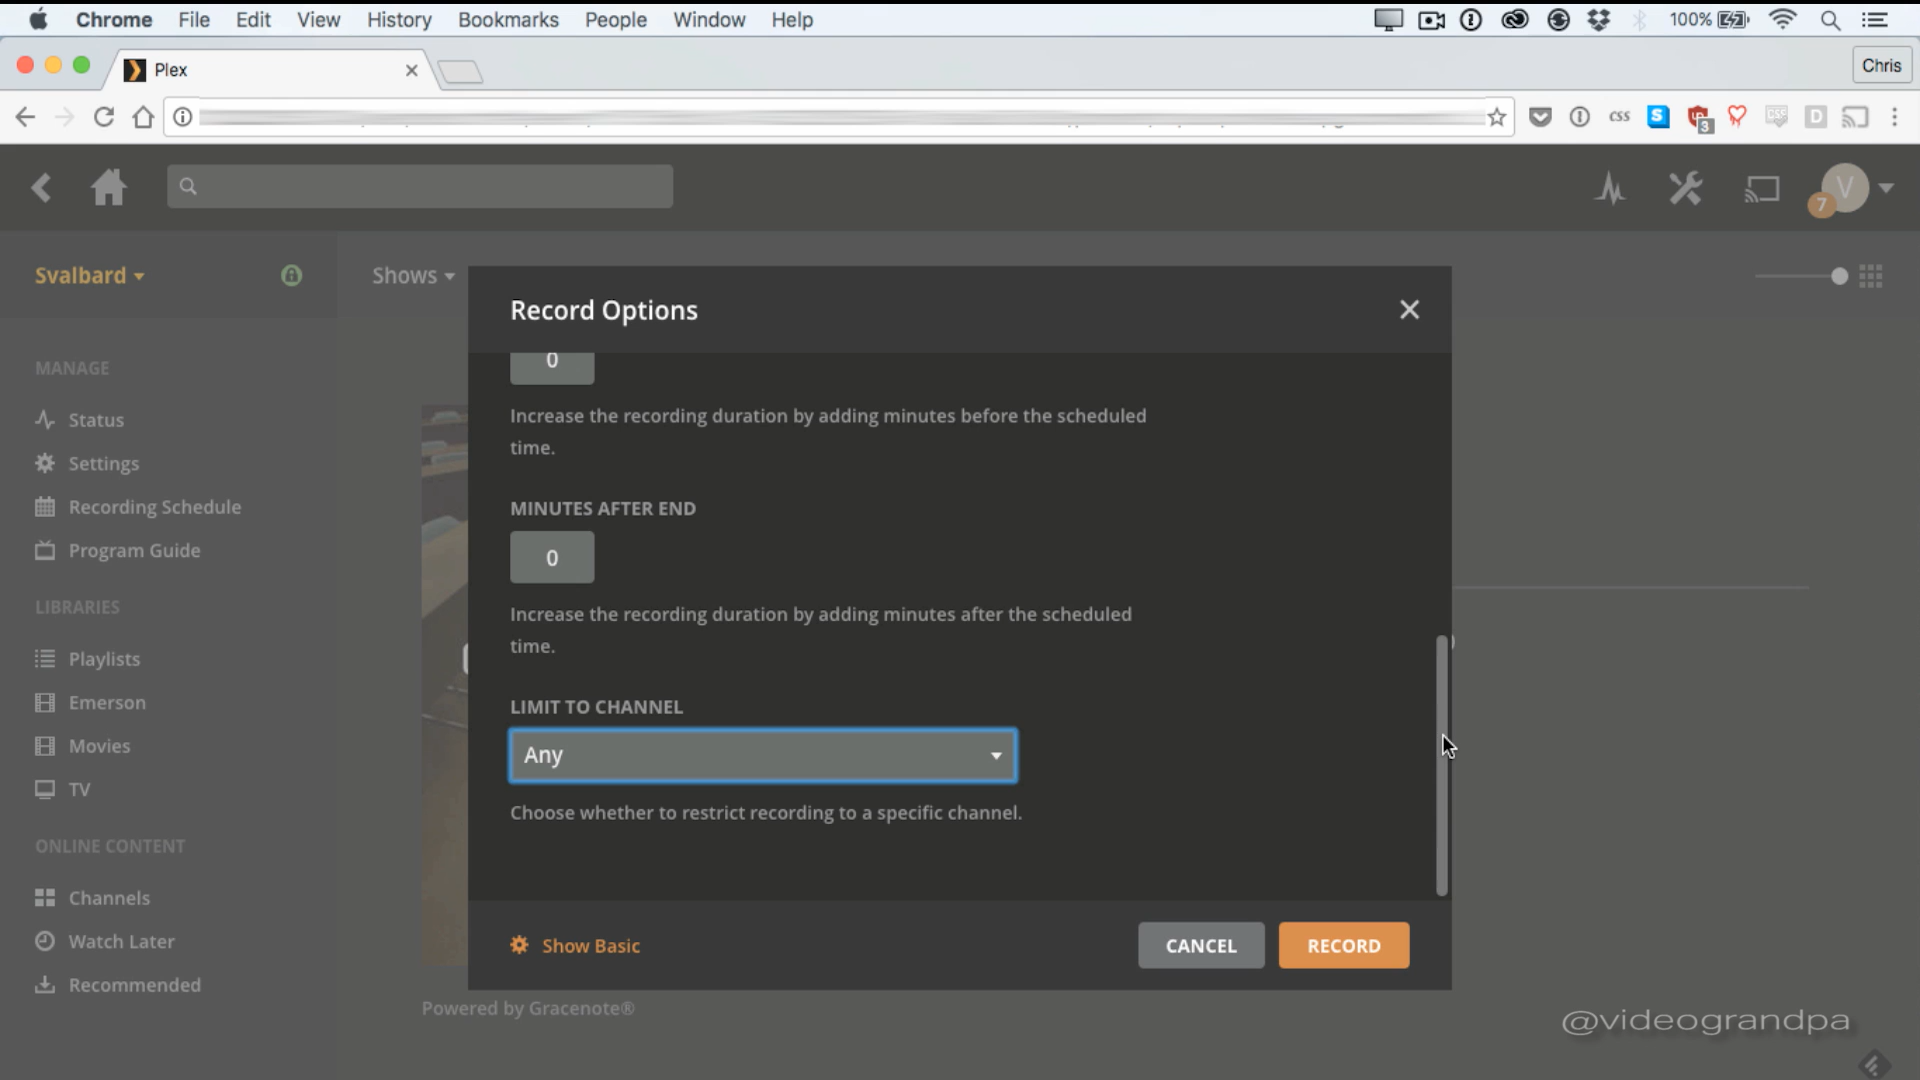 Chrome File Edit View History Bookmarks People Window Help 100%
Plex
Chris
css S 3 CSS D
V
7
Svalbard
Shows
Record Options
MANAGE
0
Status
Increase the recording duration by adding minutes before the scheduled
time.
Settings
Recording Schedule
MINUTES AFTER END
Program Guide
0
LIBRARIES
Increase the recording duration by adding minutes after the scheduled
time.
Playlists
Emerson
LIMIT TO CHANNEL
Movies
Any
TV
Choose whether to restrict recording to a specific channel.
ONLINE CONTENT
Channels
Watch Later
Show Basic
CANCEL
RECORD
Recommended
Powered by Gracenote®
@videograndpa